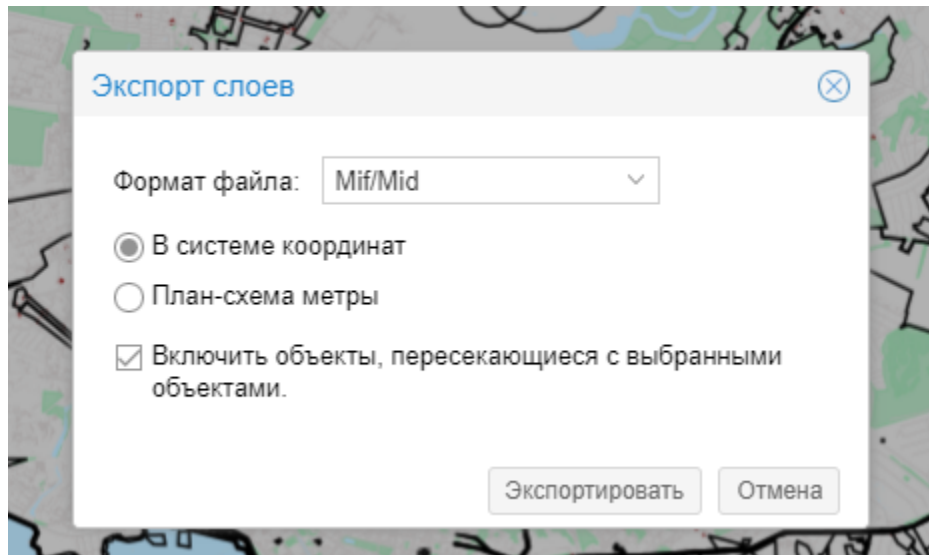 Экспорт слоев
Формат файла: Mif/Mid
В системе координат
План-схема метры
Включить объекты, пересекающиеся с выбранными
объектами.
Экспортировать Отмена